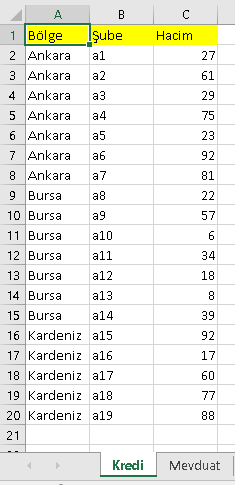 A B C
1 Bölge Şube Hacim
2 Ankara a1 27
3 Ankara a2 61
4 Ankara a3 29
5 Ankara a4 75
6 Ankara a5 23
7 Ankara a6 92
8 Ankara a7 81
9 Bursa a8 22
10 Bursa a9 57
11 Bursa a10 6
12 Bursa a11 34
13 Bursa a12 18
14 Bursa a13 8
15 Bursa a14 39
16 Kardeniz a15 92
17 Kardeniz a16 17
18 Kardeniz a17 60
19 Kardeniz a18 77
20 Kardeniz a19 88
21
Kredi Mevduat